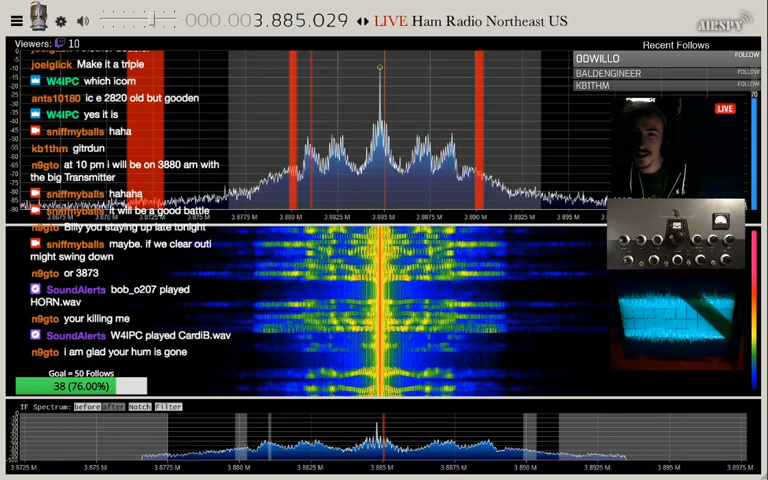 000.003.885.029 LIVE Ham Radio Northeast US
AIRSPY
Viewers: 10
Recent Follows
OOWILLO FOLLOW
BALDENGINEER FOLLOW
KB1THM FOLLOW
LIVE
joelglick Make it a triple
W4IPC which icom
ants10180 ic e 2820 old but gooden
W4IPC yes it is
sniffmyballs haha
kb1thm gitrdun
n9gto at 10 pm i will be on 3880 am with
the big Transmitter
sniffmyballs hahaha
sniffmyballs it will be a good battle
n9gto Billy you staying up late tonight
sniffmyballs maybe. if we clear outi
might swing down
n9gto or 3873
SoundAlerts bob_o207 played
HORN.wav
n9gto your killing me
SoundAlerts W4IPC played CardiB.wav
n9gto i am glad your hum is gone
Goal = 50 Follows
38 (76.00%)
3.8775 M 3.880 M 3.8825 M 3.885 M 3.8875 M 3.890 M 3.8925 M 3.895 M
70
IF Spectrum: before after Notch Filter
3.8725 M 3.875 M 3.8775 M 3.880 M 3.8825 M 3.885 M 3.8875 M 3.890 M 3.8925 M 3.895 M 3.8975 M